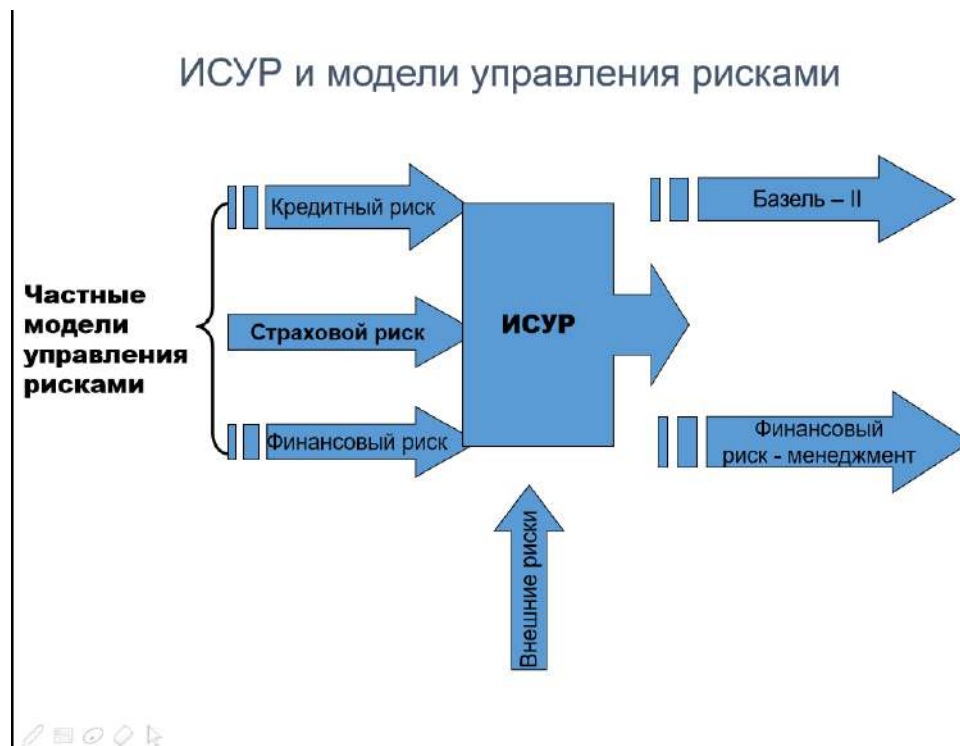 ИСУР и модели управления рисками
Кредитный риск
Базель – II
Частные
модели
управления
рисками
Страховой риск
ИСУР
Финансовый риск
Финансовый
риск - менеджмент
Внешние риски